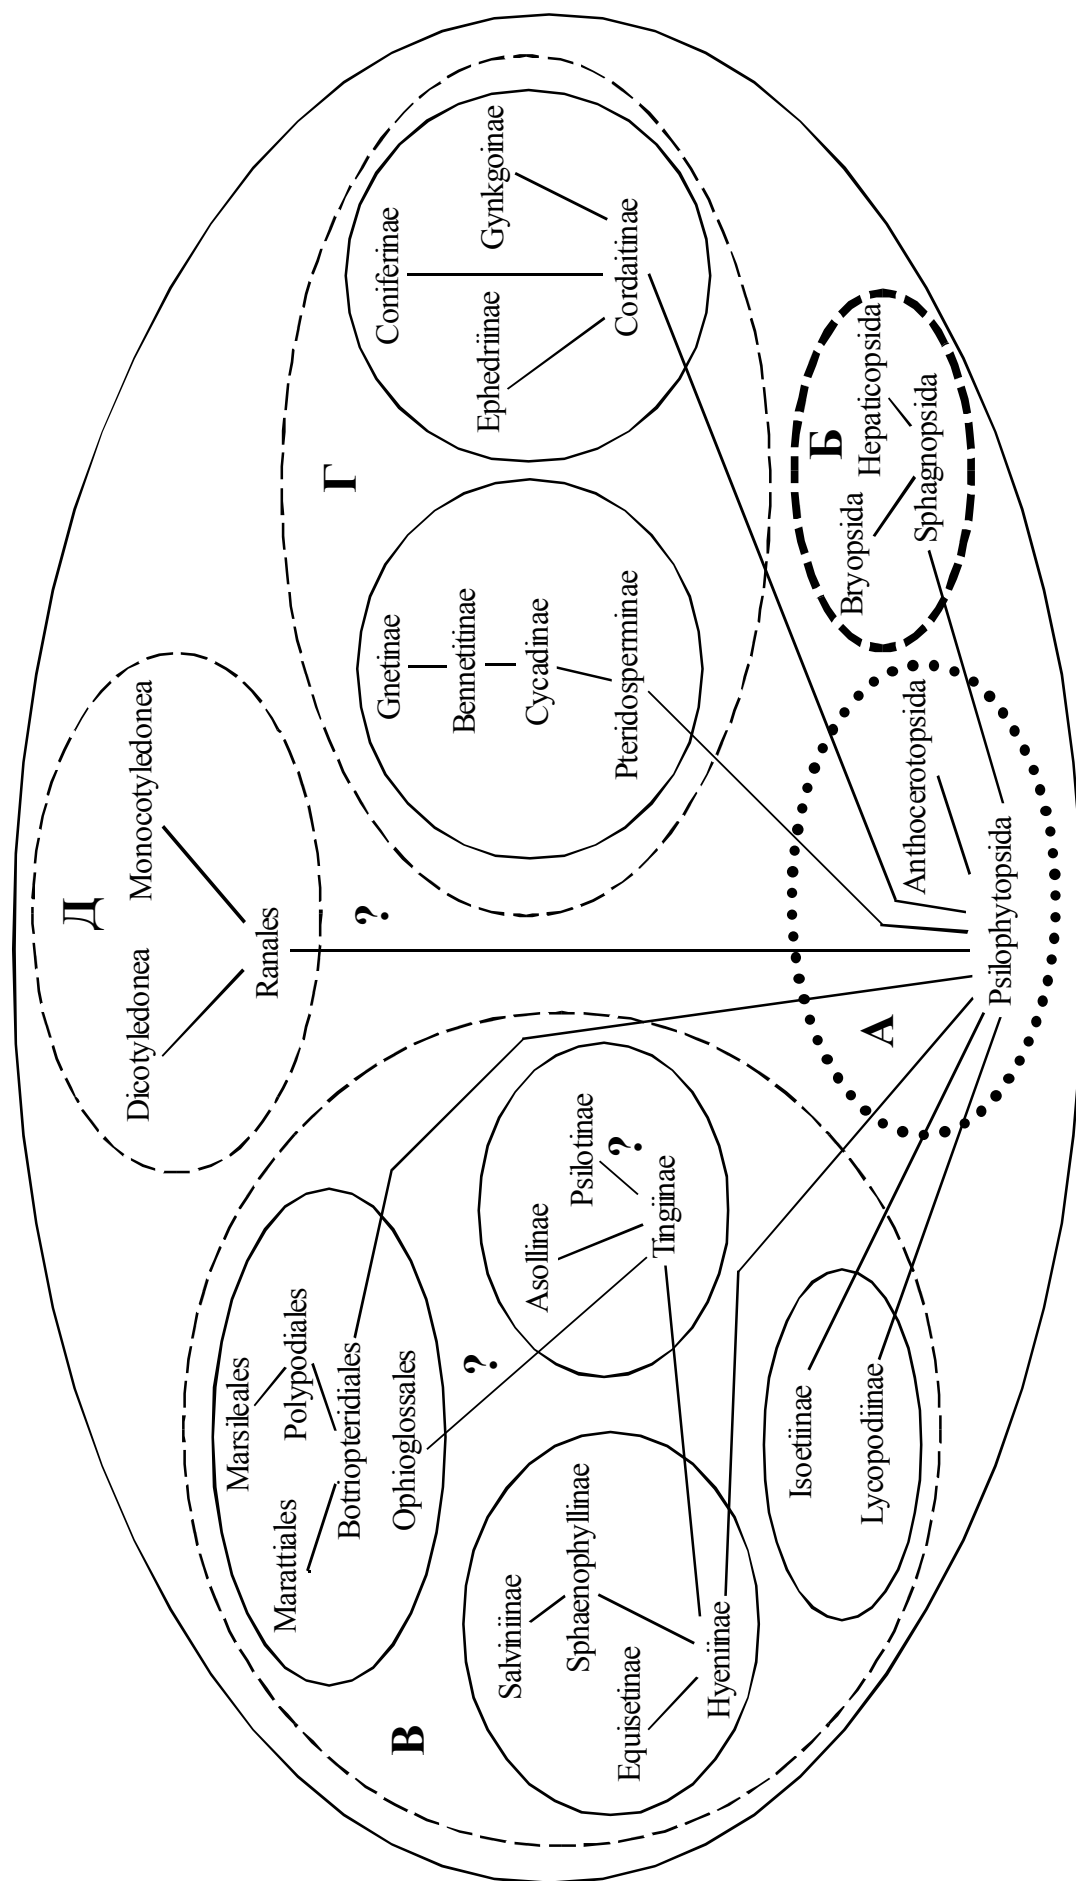 Д
Dicotyledonea
Monocotyledonea
Ranales
?
Г
Coniferinae
Ephedriinae
Gynkgoinae
Cordaitinae
Gnetinae
Bennetitinae
Cycadinae
Pteridosperminae
В
Marsileales
Marattiales
Polypodiales
Botriopteridiales
Ophioglossales
?
Asollinae
Psilotinae
?
Tingiinae
Salviniinae
Sphaenophyllinae
Equisetinae
Hyeniinae
Isoetiinae
Lycopodiinae
Б
Bryopsida
Hepaticopsida
Sphagnopsida
А
Anthocerotopsida
Psilophytopsida